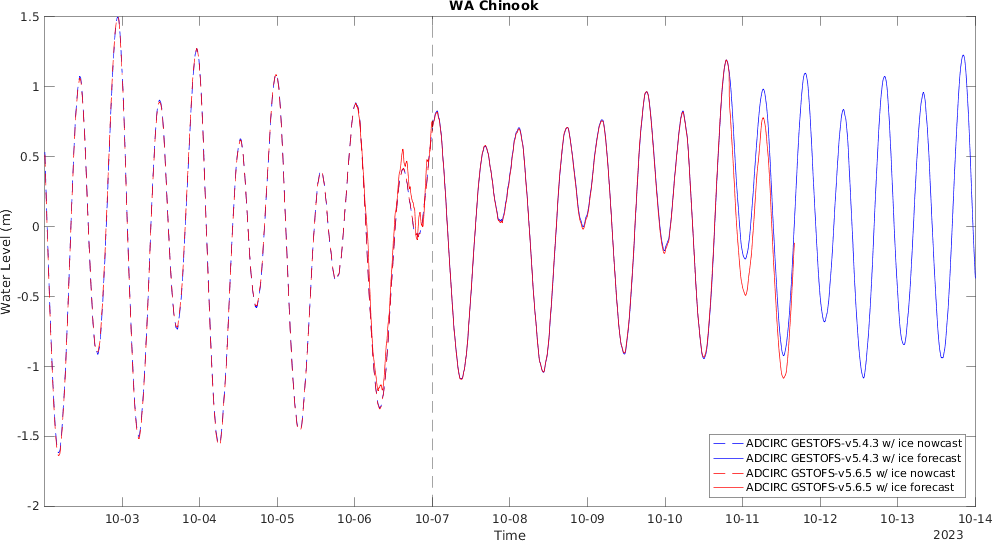 WA Chinook
1.5
1
0.5
0
-0.5
-1
-1.5
-2
Water Level (m)
10-03 10-04 10-05 10-06 10-07 10-08 10-09 10-10 10-11 10-12 10-13 10-14
Time
2023
ADCIRC GESTOFS-v5.4.3 w/ ice nowcast
ADCIRC GESTOFS-v5.4.3 w/ ice forecast
ADCIRC GSTOFS-v5.6.5 w/ ice nowcast
ADCIRC GSTOFS-v5.6.5 w/ ice forecast